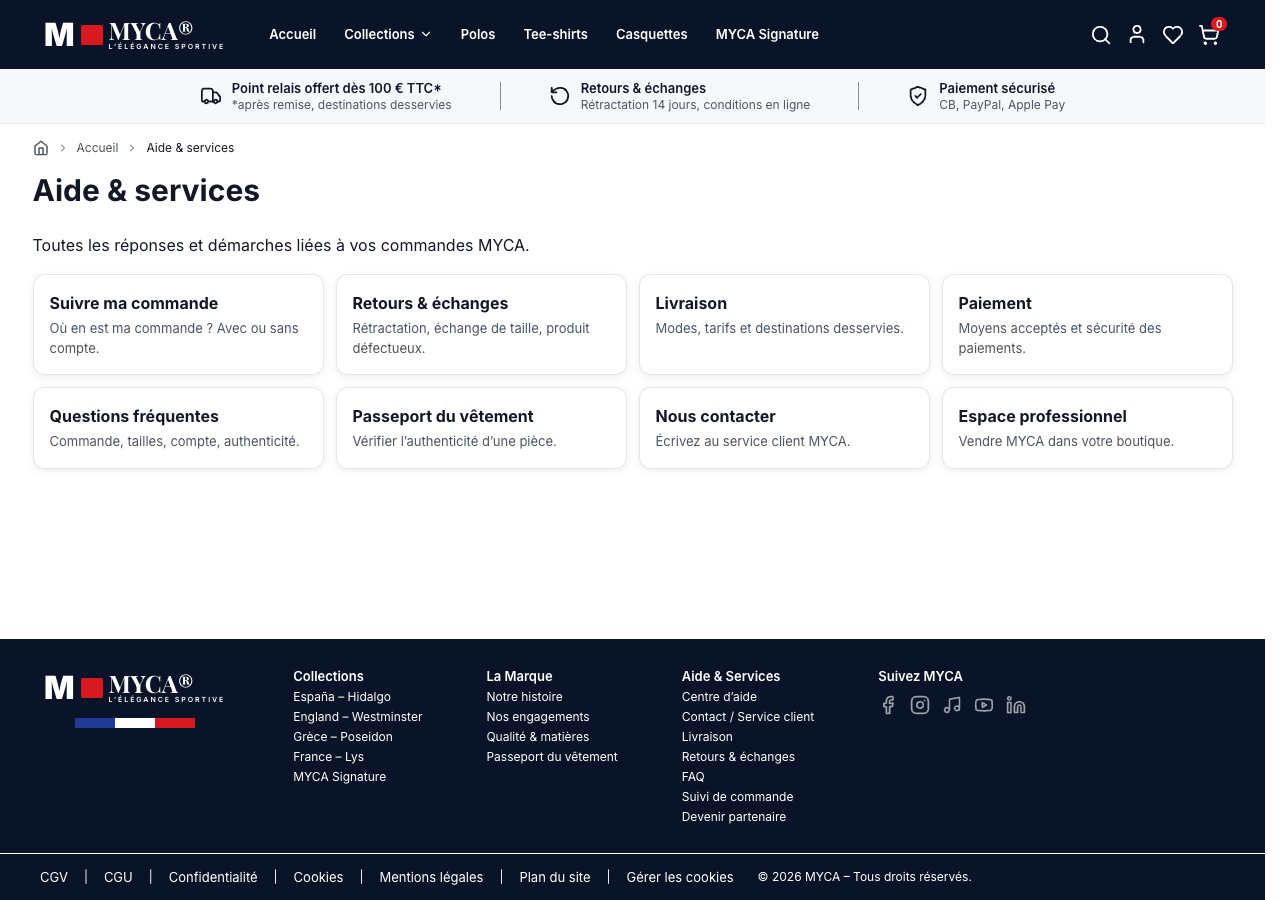 M MYCA®
L'ÉLÉGANCE SPORTIVE
Accueil Collections Polos Tee-shirts Casquettes MYCA Signature
0
Point relais offert dès 100 € TTC*
*après remise, destinations desservies
Retours & échanges
Rétractation 14 jours, conditions en ligne
Paiement sécurisé
CB, PayPal, Apple Pay
Accueil Aide & services
Aide & services
Toutes les réponses et démarches liées à vos commandes MYCA.
Suivre ma commande
Où en est ma commande ? Avec ou sans
compte.
Retours & échanges
Rétractation, échange de taille, produit
défectueux.
Livraison
Modes, tarifs et destinations desservies.
Paiement
Moyens acceptés et sécurité des
paiements.
Questions fréquentes
Commande, tailles, compte, authenticité.
Passeport du vêtement
Vérifier l’authenticité d’une pièce.
Nous contacter
Écrivez au service client MYCA.
Espace professionnel
Vendre MYCA dans votre boutique.
M MYCA®
L'ÉLÉGANCE SPORTIVE
Collections
España – Hidalgo
England – Westminster
Grèce – Poseidon
France – Lys
MYCA Signature
La Marque
Notre histoire
Nos engagements
Qualité & matières
Passeport du vêtement
Aide & Services
Centre d’aide
Contact / Service client
Livraison
Retours & échanges
FAQ
Suivi de commande
Devenir partenaire
Suivez MYCA
CGV | CGU | Confidentialité | Cookies | Mentions légales | Plan du site | Gérer les cookies © 2026 MYCA – Tous droits réservés.